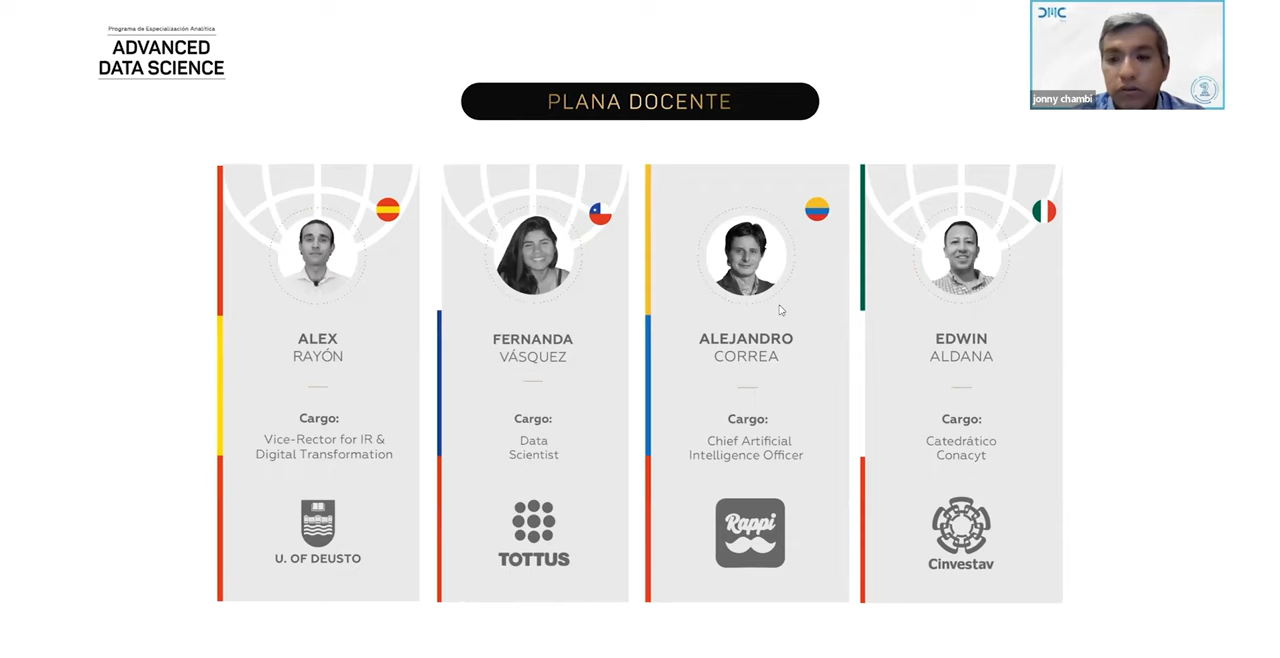 Programa de Especialización Analítica
ADVANCED
DATA SCIENCE
DMC
jonny chambi
PLANA DOCENTE
ALEX
RAYÓN
Cargo:
Vice-Rector for IR &
Digital Transformation
U. OF DEUSTO
FERNANDA
VÁSQUEZ
Cargo:
Data
Scientist
TOTTUS
ALEJANDRO
CORREA
Cargo:
Chief Artificial
Intelligence Officer
Rappi
EDWIN
ALDANA
Cargo:
Catedrático
Conacyt
Cinvestav